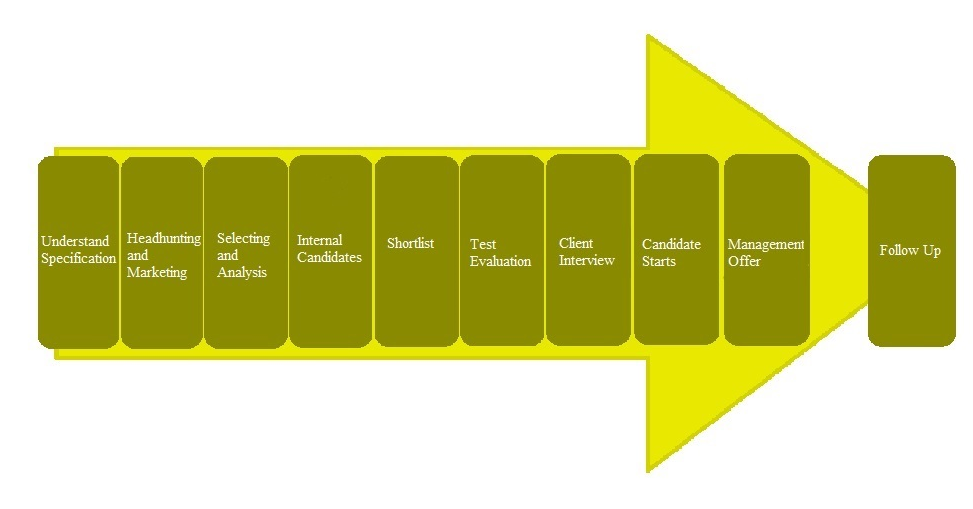 Understand
Specification
Headhunting
and
Marketing
Selecting
and
Analysis
Internal
Candidates
Shortlist
Test
Evaluation
Client
Interview
Candidate
Starts
Management
Offer
Follow Up